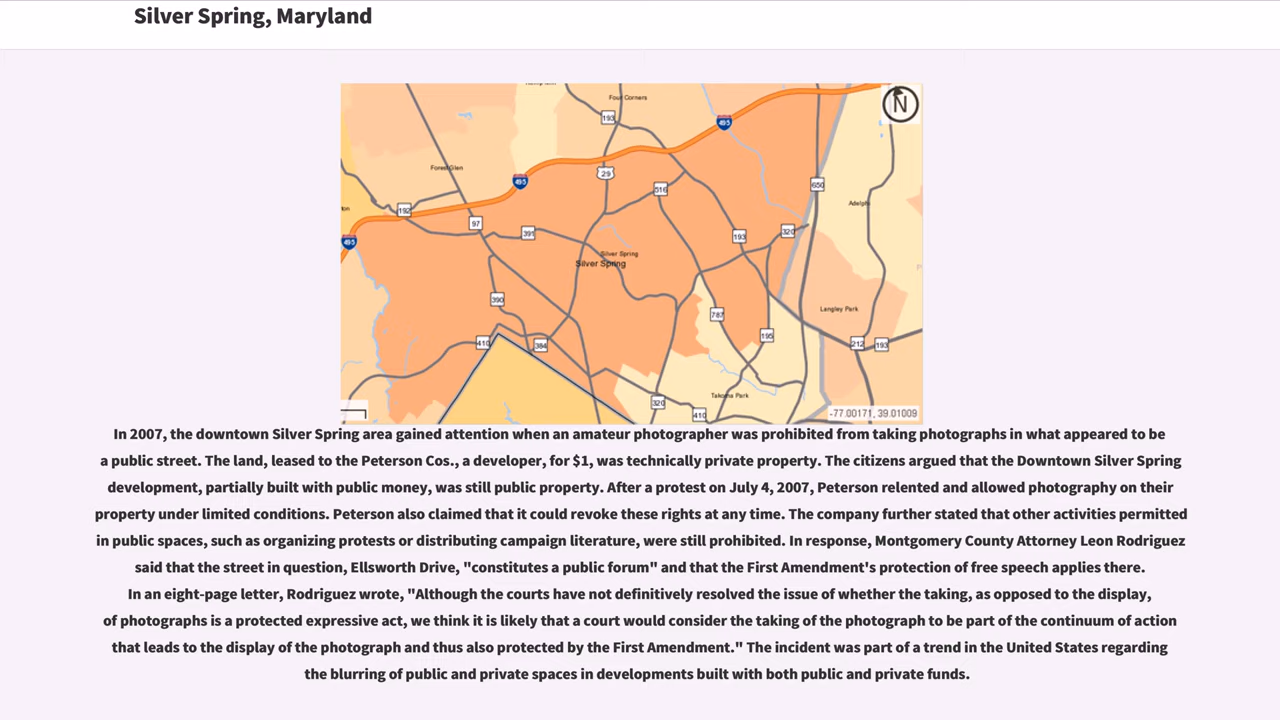 Silver Spring, Maryland
N
Four Corners
193
495
Forest Glen
495
29
516
650
192
97
391
193
320
Adelphi
495
Silver Spring
Silver Spring
390
787
Langley Park
410
384
195
212
193
320
410
Takoma Park
-77.00171, 39.01009
In 2007, the downtown Silver Spring area gained attention when an amateur photographer was prohibited from taking photographs in what appeared to be
a public street. The land, leased to the Peterson Cos., a developer, for $1, was technically private property. The citizens argued that the Downtown Silver Spring
development, partially built with public money, was still public property. After a protest on July 4, 2007, Peterson relented and allowed photography on their
property under limited conditions. Peterson also claimed that it could revoke these rights at any time. The company further stated that other activities permitted
in public spaces, such as organizing protests or distributing campaign literature, were still prohibited. In response, Montgomery County Attorney Leon Rodriguez
said that the street in question, Ellsworth Drive, "constitutes a public forum" and that the First Amendment's protection of free speech applies there.
In an eight-page letter, Rodriguez wrote, "Although the courts have not definitively resolved the issue of whether the taking, as opposed to the display,
of photographs is a protected expressive act, we think it is likely that a court would consider the taking of the photograph to be part of the continuum of action
that leads to the display of the photograph and thus also protected by the First Amendment." The incident was part of a trend in the United States regarding
the blurring of public and private spaces in developments built with both public and private funds.